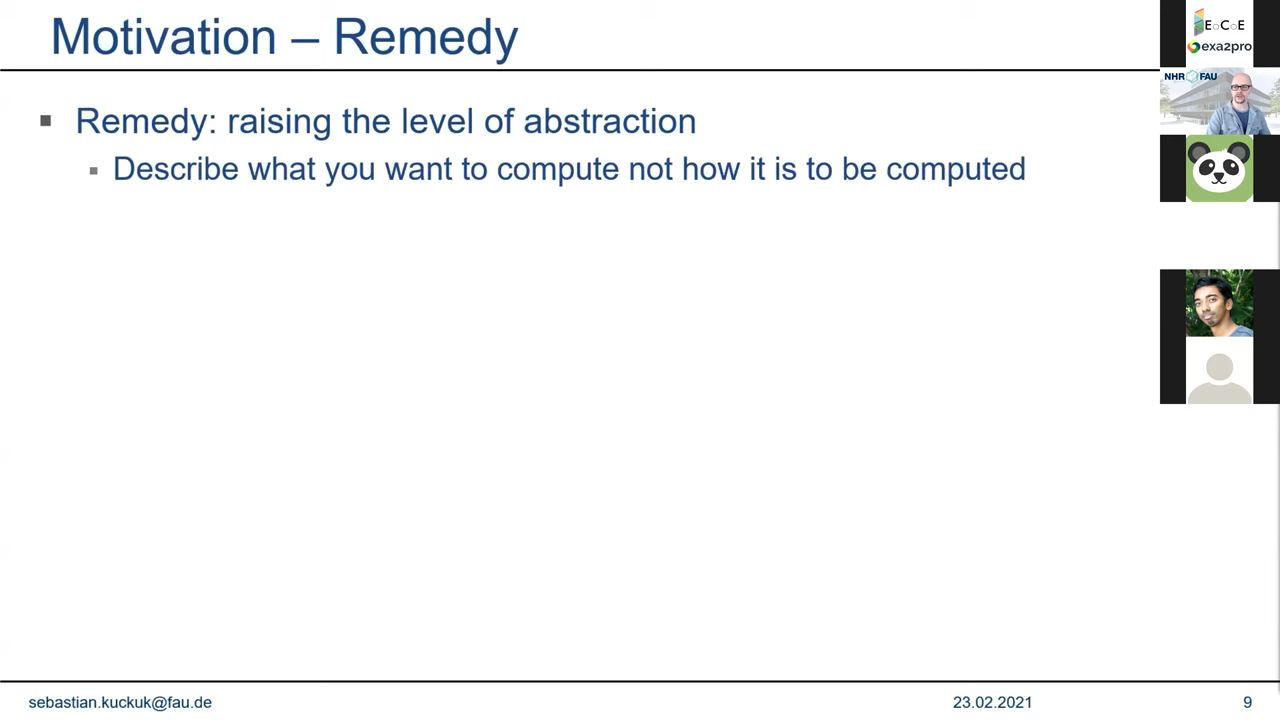 Motivation – Remedy
Remedy: raising the level of abstraction
Describe what you want to compute not how it is to be computed
EoCoE
exa2pro
NHR FAU
sebastian.kuckuk@fau.de
23.02.2021
9